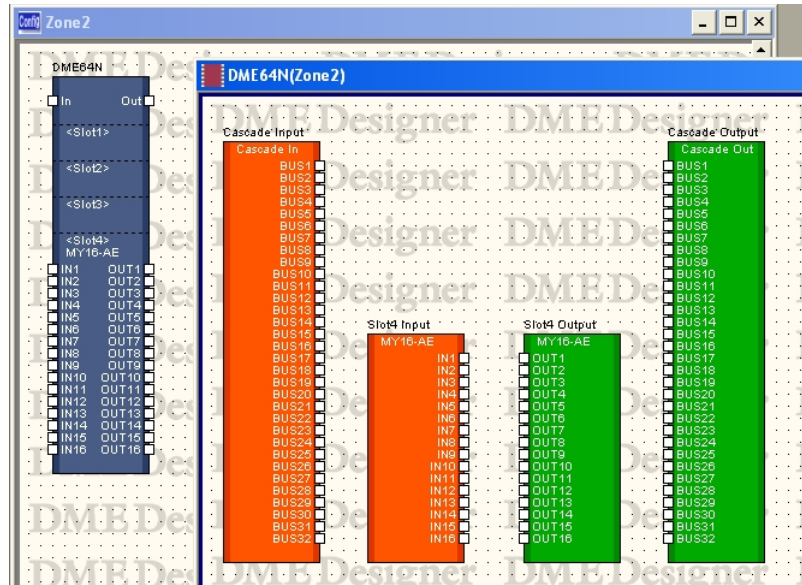 Config Zone2
DME64N
In Out
<Slot1>
<Slot2>
<Slot3>
<Slot4>
MY16-AE
IN1 OUT1
IN2 OUT2
IN3 OUT3
IN4 OUT4
IN5 OUT5
IN6 OUT6
IN7 OUT7
IN8 OUT8
IN9 OUT9
IN10 OUT10
IN11 OUT11
IN12 OUT12
IN13 OUT13
IN14 OUT14
IN15 OUT15
IN16 OUT16
DME64N(Zone2)
Cascade Input
Cascade In
BUS1
BUS2
BUS3
BUS4
BUS5
BUS6
BUS7
BUS8
BUS9
BUS10
BUS11
BUS12
BUS13
BUS14
BUS15
BUS16
BUS17
BUS18
BUS19
BUS20
BUS21
BUS22
BUS23
BUS24
BUS25
BUS26
BUS27
BUS28
BUS29
BUS30
BUS31
BUS32
Slot4 Input
MY16-AE
IN1
IN2
IN3
IN4
IN5
IN6
IN7
IN8
IN9
IN10
IN11
IN12
IN13
IN14
IN15
IN16
Slot4 Output
MY16-AE
OUT1
OUT2
OUT3
OUT4
OUT5
OUT6
OUT7
OUT8
OUT9
OUT10
OUT11
OUT12
OUT13
OUT14
OUT15
OUT16
Cascade Output
Cascade Out
BUS1
BUS2
BUS3
BUS4
BUS5
BUS6
BUS7
BUS8
BUS9
BUS10
BUS11
BUS12
BUS13
BUS14
BUS15
BUS16
BUS17
BUS18
BUS19
BUS20
BUS21
BUS22
BUS23
BUS24
BUS25
BUS26
BUS27
BUS28
BUS29
BUS30
BUS31
BUS32
DME Designer DME Designer